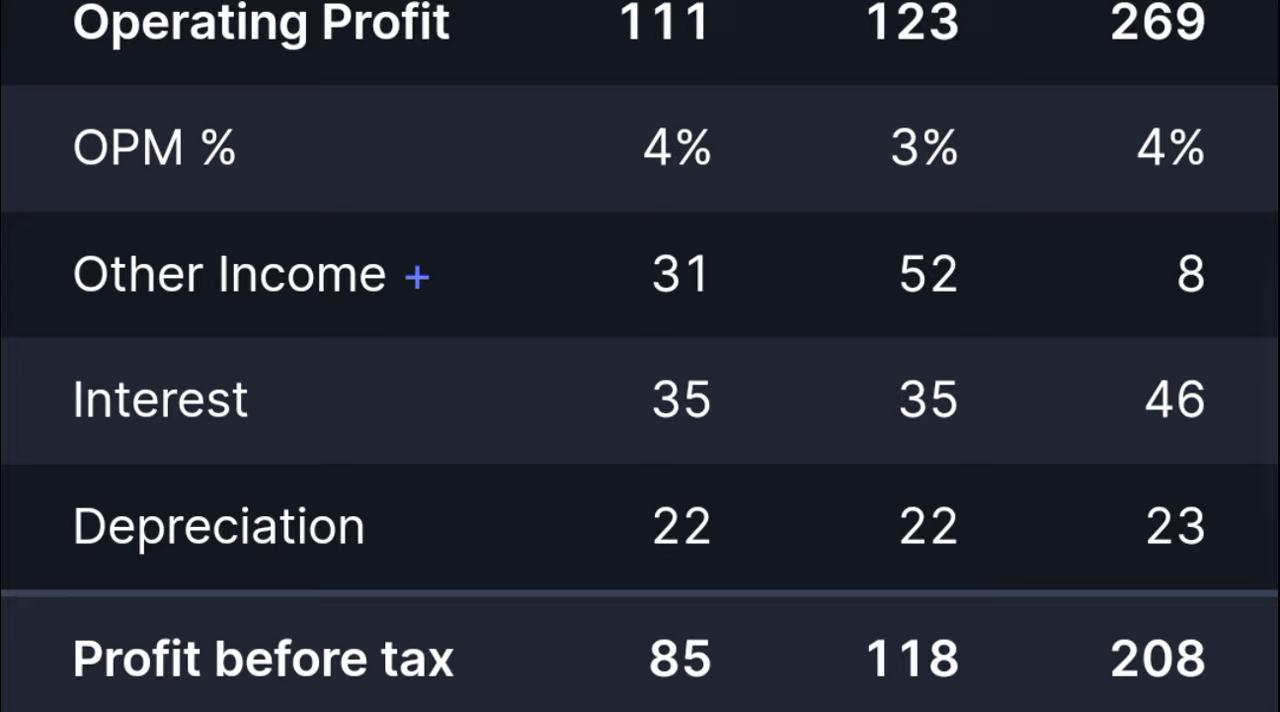 Operating Profit 111 123 269
OPM % 4% 3% 4%
Other Income + 31 52 8
Interest 35 35 46
Depreciation 22 22 23
Profit before tax 85 118 208